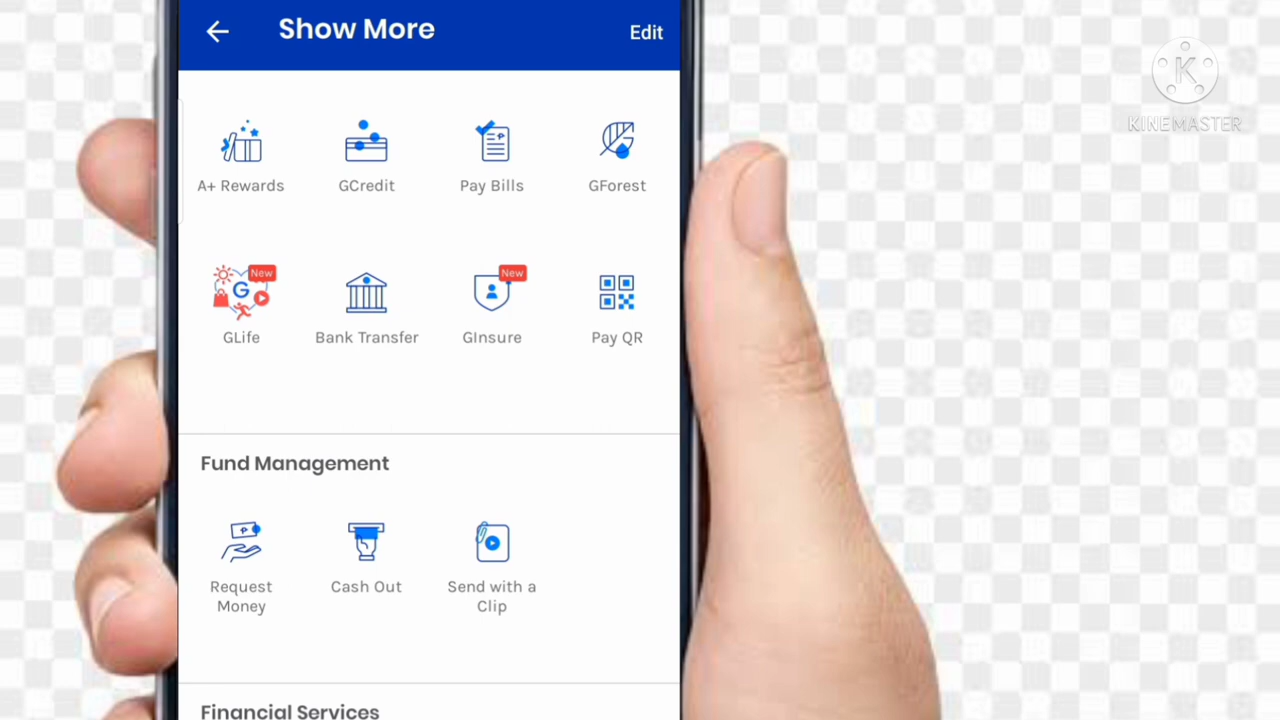 Show More
Edit
A+ Rewards
GCredit
Pay Bills
GForest
New
New
G
GLife
Bank Transfer
GInsure
Pay QR
Fund Management
Request
Money
Cash Out
Send with a
Clip
Financial Services
K
KINEMASTER